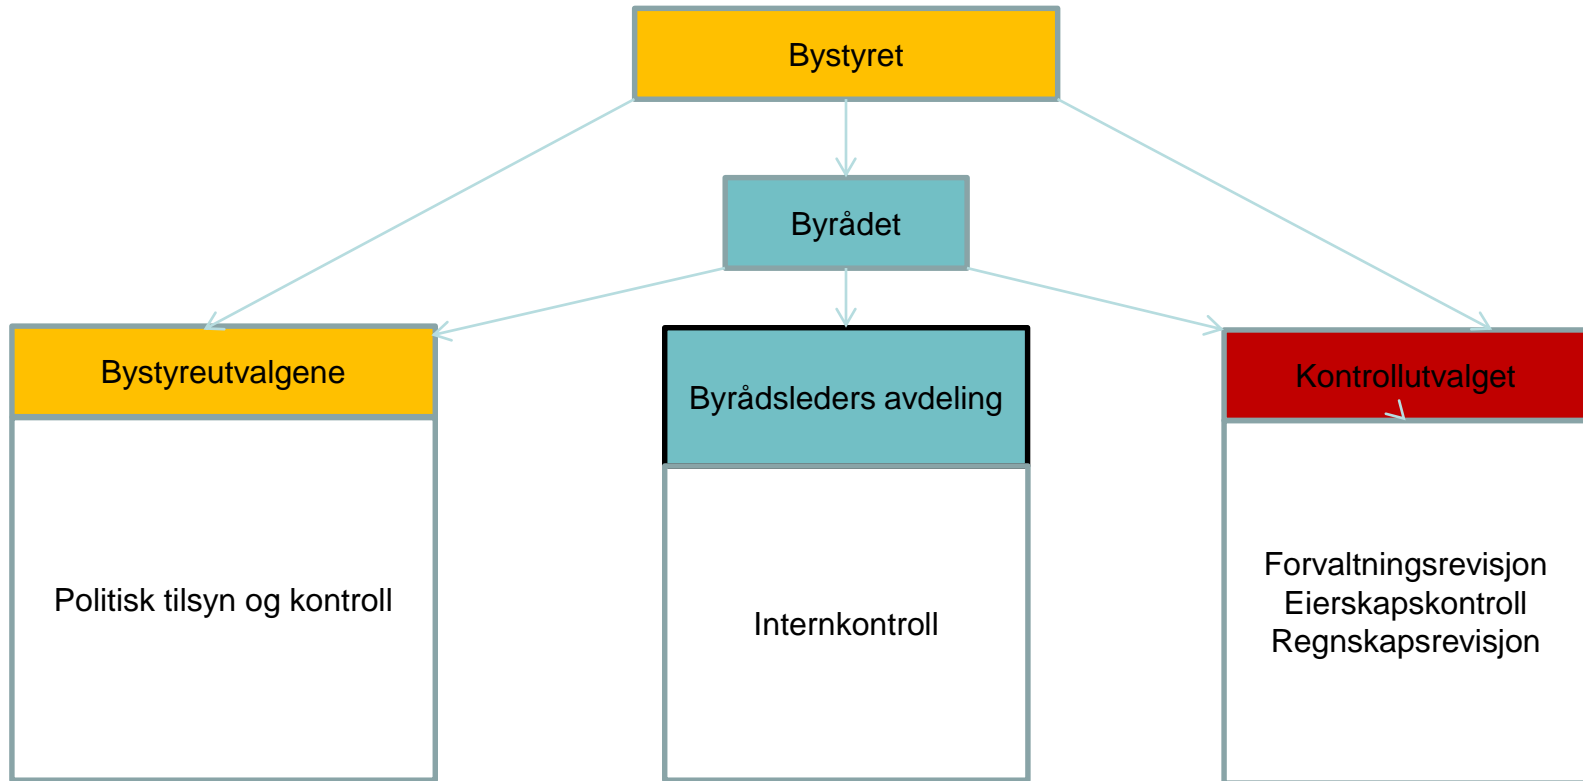 Bystyret
Byrådet
Bystyreutvalgene
Byrådsleders avdeling
Kontrollutvalget
Politisk tilsyn og kontroll
Internkontroll
Forvaltningsrevisjon
Eierskapskontroll
Regnskapsrevisjon